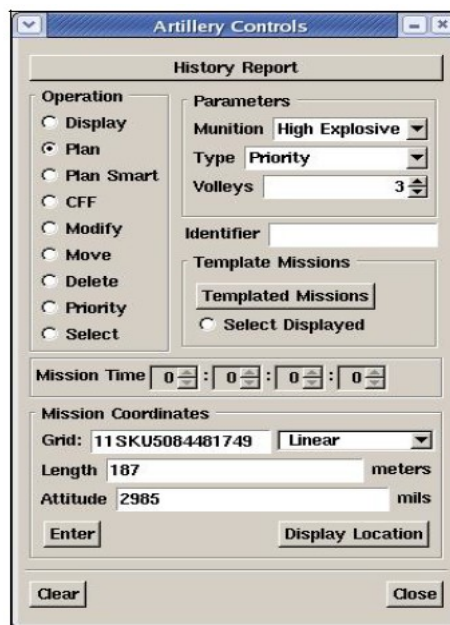 Artillery Controls
History Report
Operation
Display
Plan
Plan Smart
CFF
Modify
Move
Delete
Priority
Select
Parameters
Munition High Explosive
Type Priority
Volleys 3
Identifier
Template Missions
Templated Missions
Select Displayed
Mission Time 0 : 0 : 0 : 0
Mission Coordinates
Grid: 11SKU5084481749 Linear
Length 187 meters
Attitude 2985 mils
Enter Display Location
Clear Close